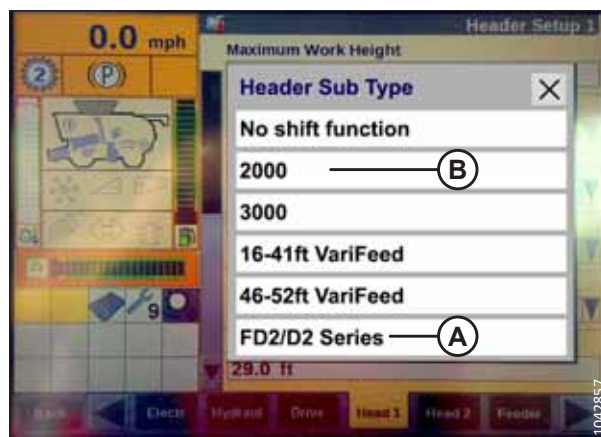 0.0 mph
Header Setup 1
Maximum Work Height
2
(P)
Header Sub Type
No shift function
2000
B
3000
16-41ft VariFeed
46-52ft VariFeed
9
FD2/D2 Series
A
29.0 ft
Back
Electr
Hydraul
Drive
Head 1
Head 2
Feeder
1042857